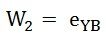 W₂ = eYB